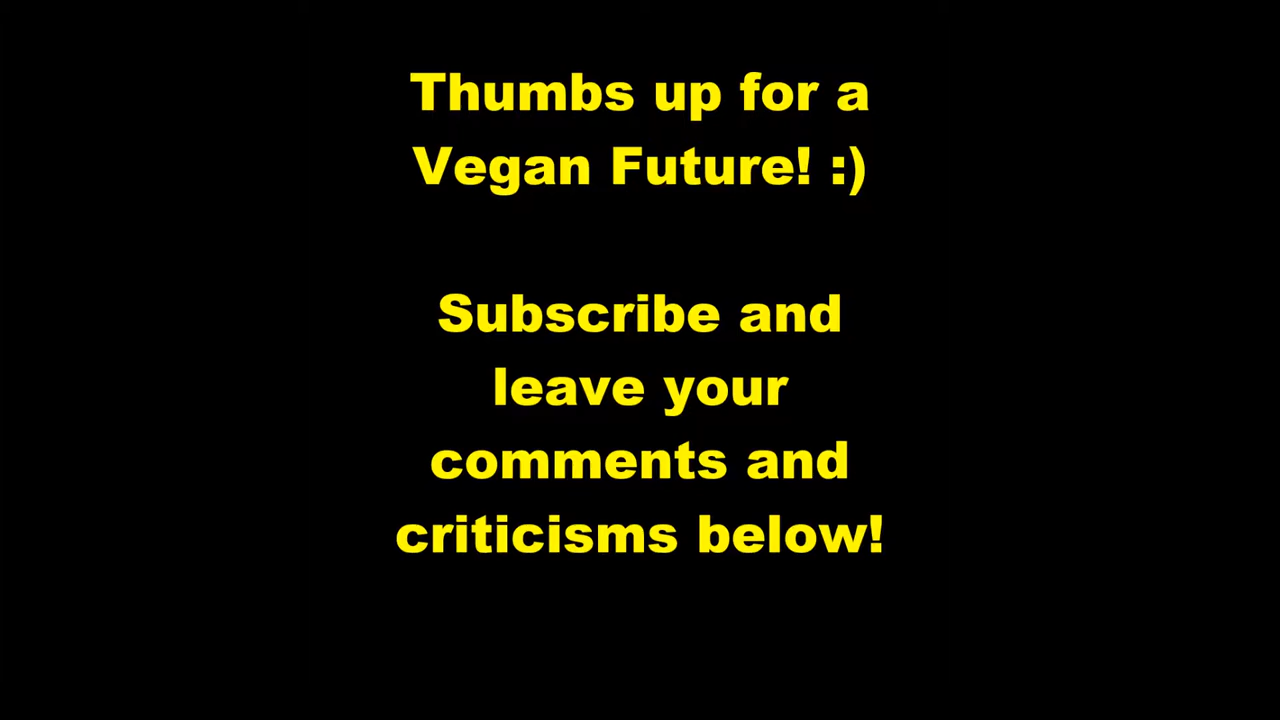 Thumbs up for a
Vegan Future! :)
Subscribe and
leave your
comments and
criticisms below!